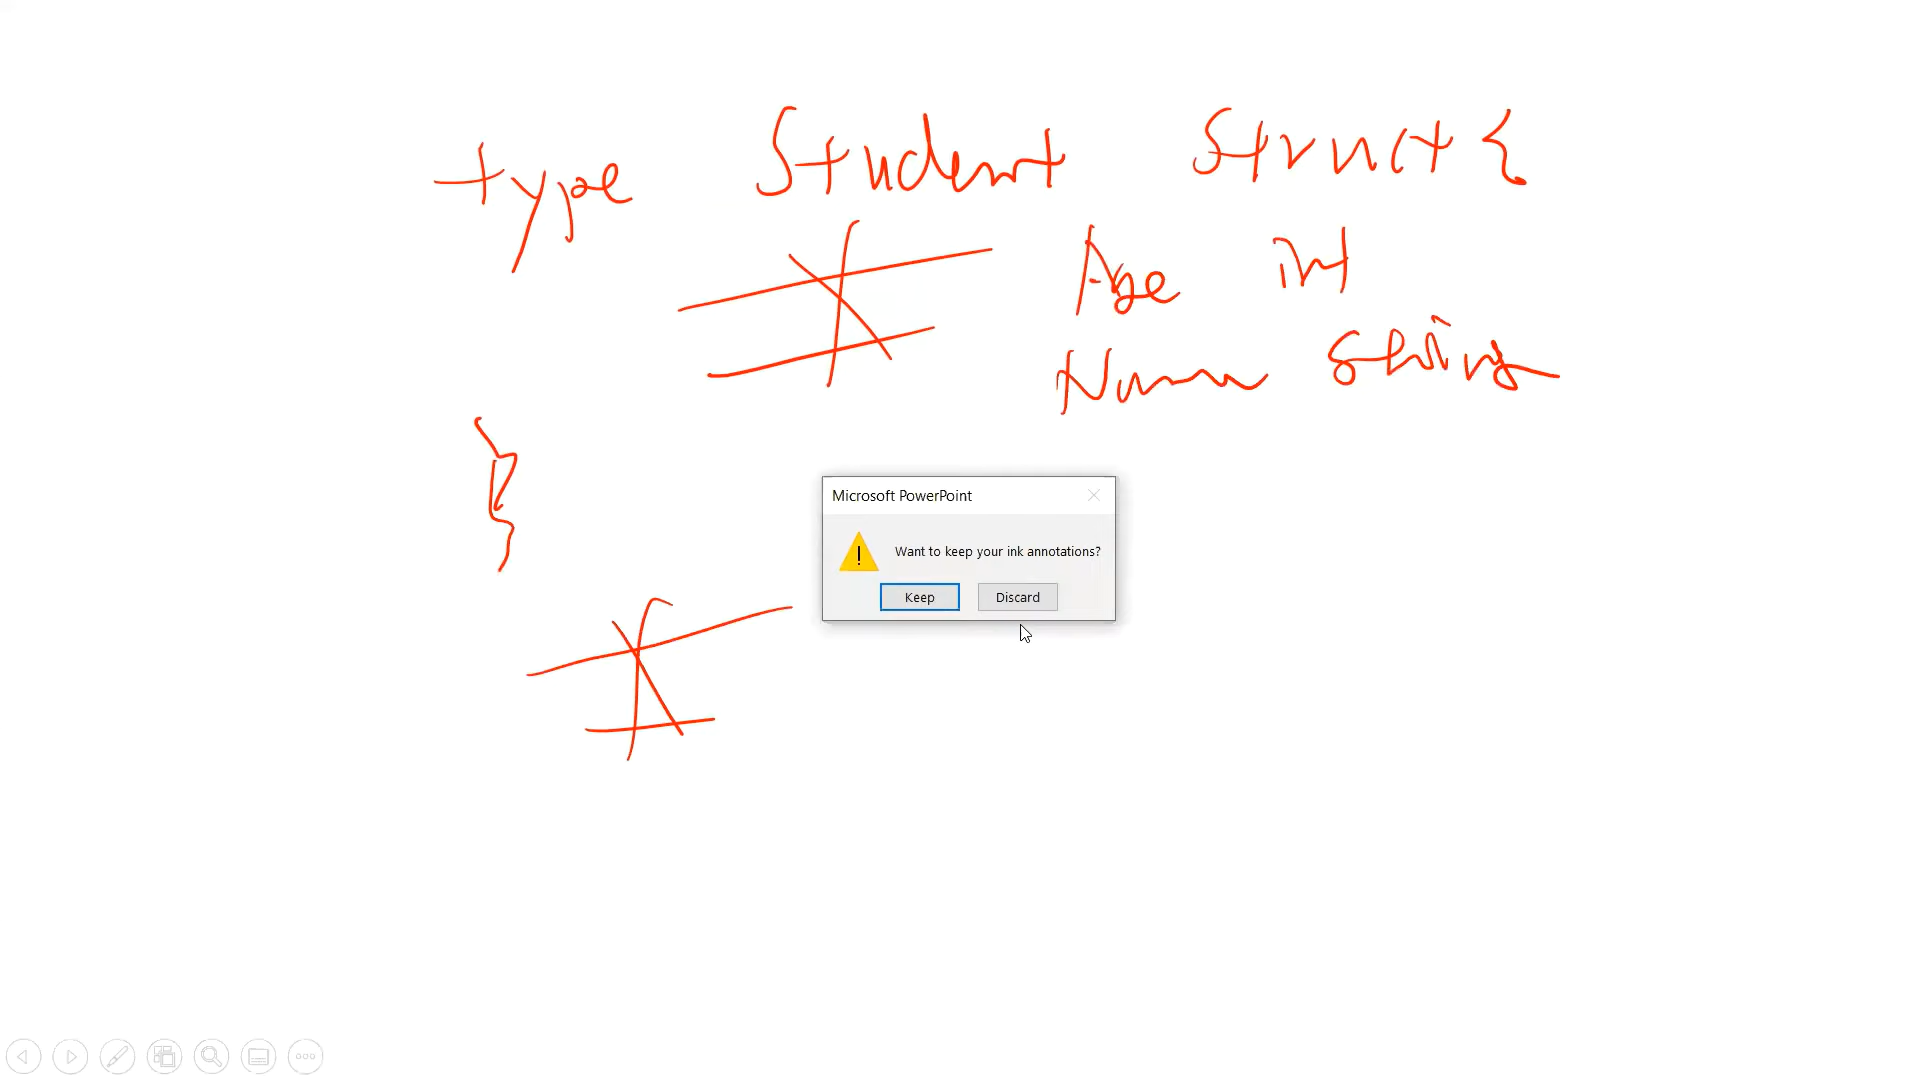 type Student Struct {
Age int
Name String
}
Microsoft PowerPoint
Want to keep your ink annotations?
Keep Discard